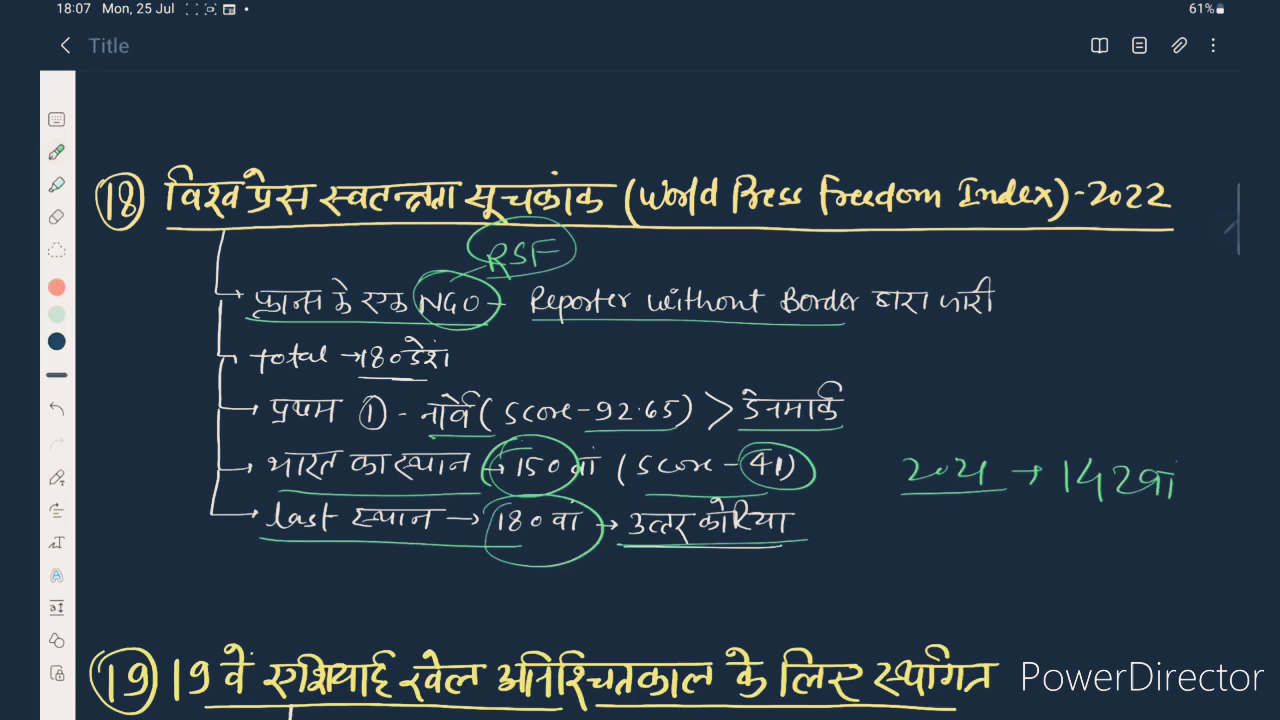 18:07 Mon, 25 Jul
61%
Title
18 विश्व प्रेस स्वतन्त्रता सूचकांक (World Press Freedom Index)-2022
RSF
फ्रान्स के एक NGO - Reporter without Border द्वारा जारी
total → 180 देश
प्रथम ① - नार्वे (Score-92.65) > डेनमार्क
भारत का स्थान → 150 वां (Score-41)
2021 → 142वां
last स्थान → 180 वां → उत्तर कोरिया
19 19 वें एशियाई खेल अनिश्चितकाल के लिए स्थगित
PowerDirector